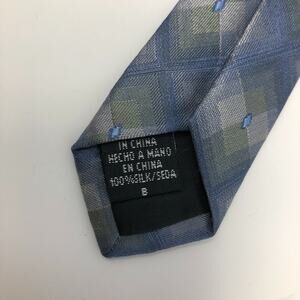 IN CHINA
HECHO A MANO
EN CHINA
100%SILK/SEDA
B